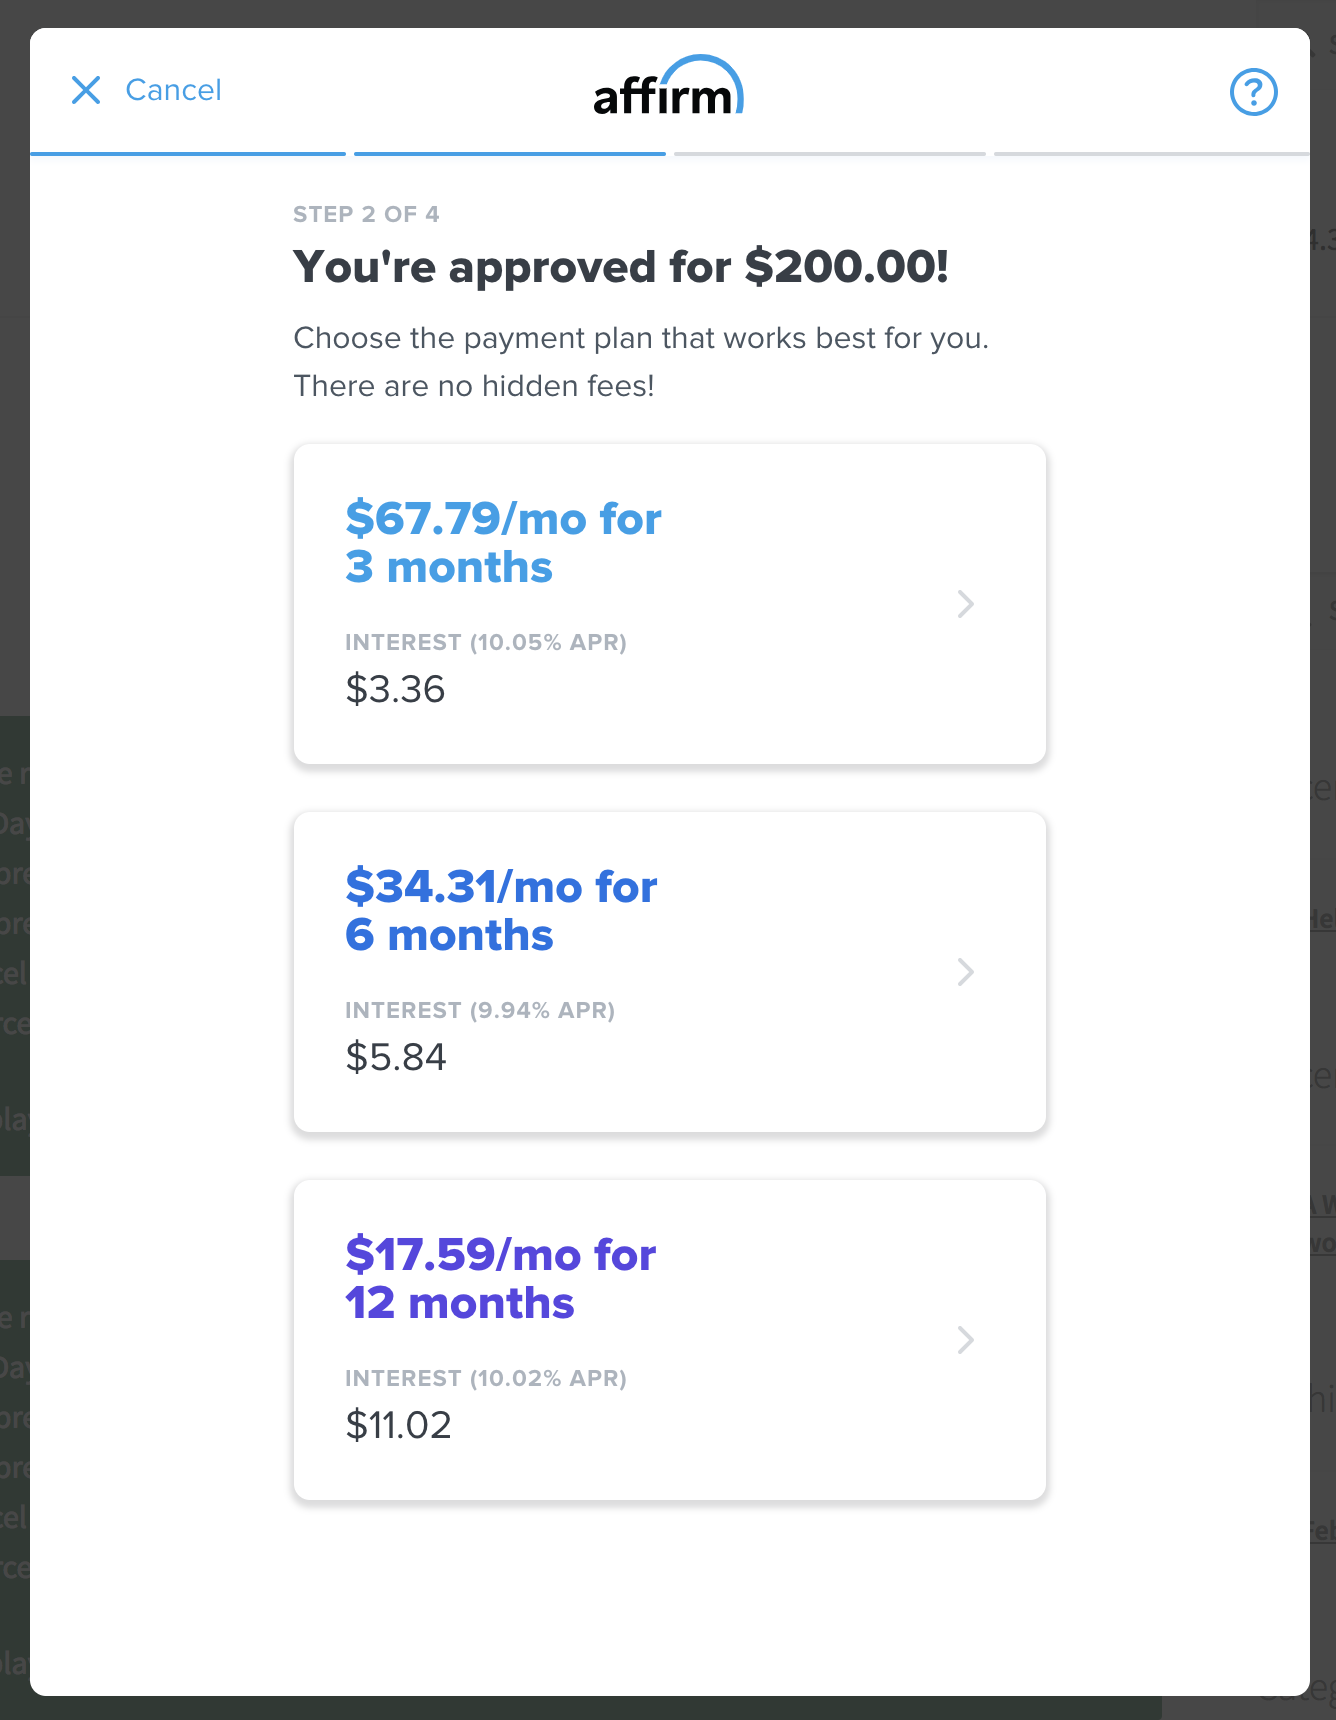 Cancel
affirm
?
STEP 2 OF 4
You're approved for $200.00!
Choose the payment plan that works best for you.
There are no hidden fees!
$67.79/mo for
3 months
INTEREST (10.05% APR)
$3.36
$34.31/mo for
6 months
INTEREST (9.94% APR)
$5.84
$17.59/mo for
12 months
INTEREST (10.02% APR)
$11.02